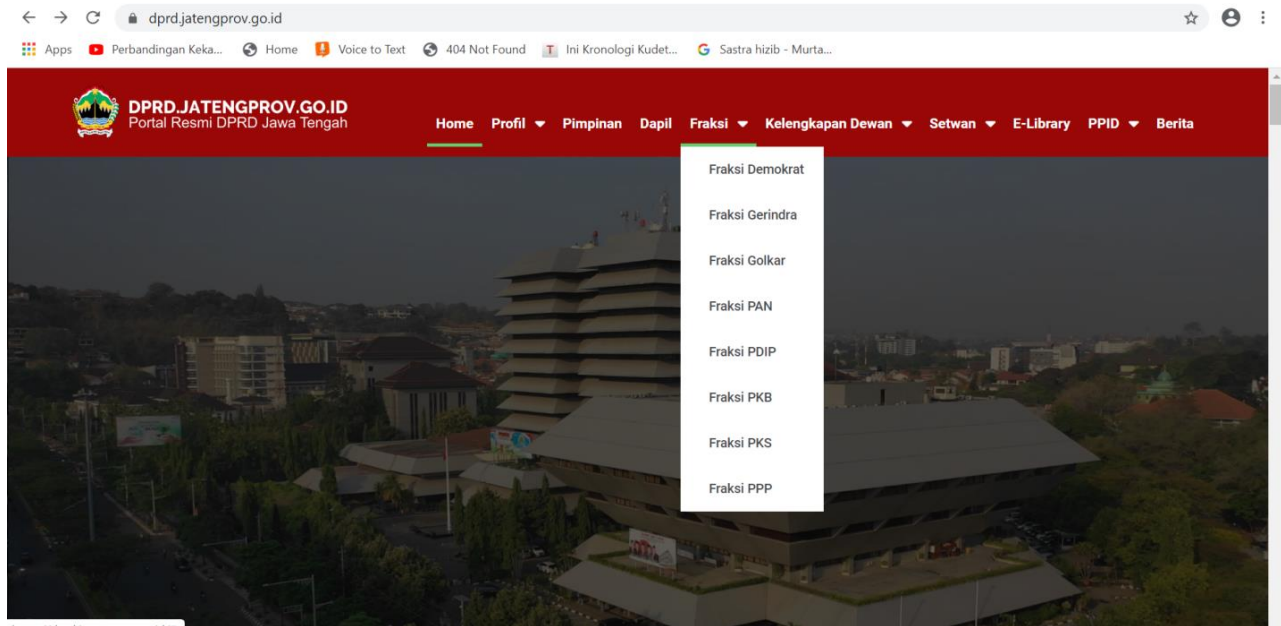 dprd.jatengprov.go.id
Apps Perbandingan Keka... Home Voice to Text 404 Not Found T Ini Kronologi Kudet... G Sastra hizib - Murta...
DPRD.JATENGPROV.GO.ID
Portal Resmi DPRD Jawa Tengah
Home Profil Pimpinan Dapil Fraksi Kelengkapan Dewan Setwan E-Library PPID Berita
Fraksi Demokrat
Fraksi Gerindra
Fraksi Golkar
Fraksi PAN
Fraksi PDIP
Fraksi PKB
Fraksi PKS
Fraksi PPP